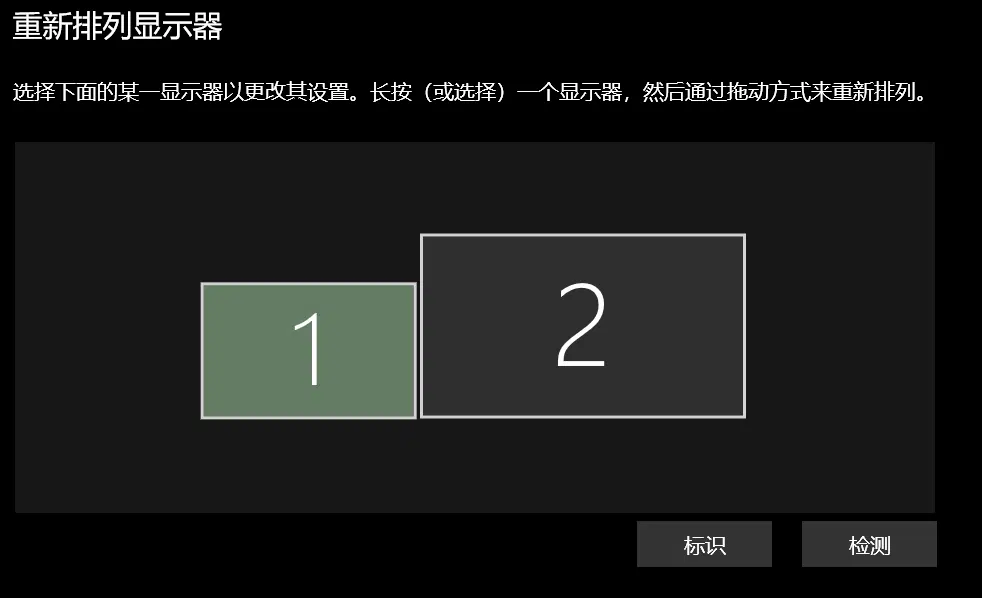 重新排列显示器
选择下面的某一显示器以更改其设置。长按（或选择）一个显示器，然后通过拖动方式来重新排列。
1
2
标识
检测